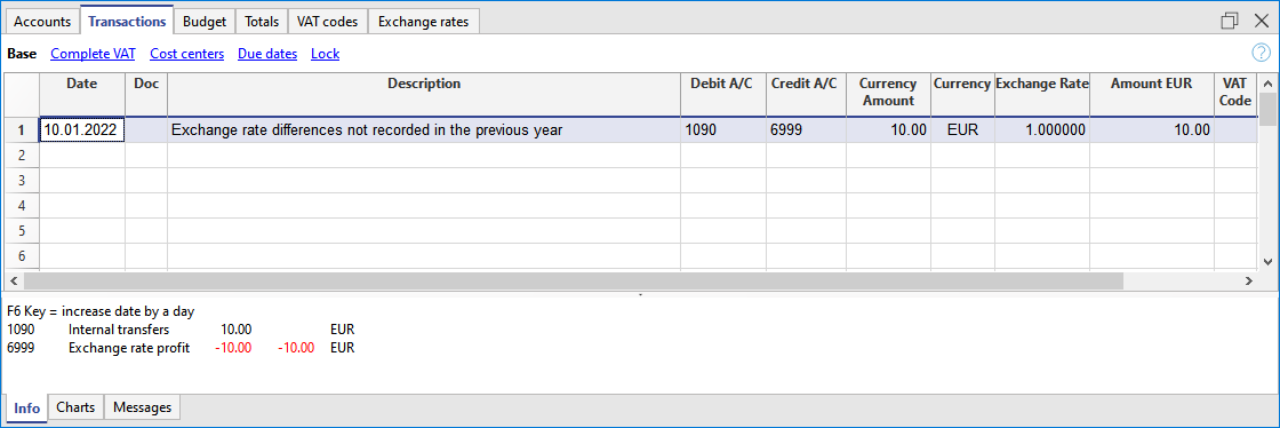 Accounts Transactions Budget Totals VAT codes Exchange rates
Base Complete VAT Cost centers Due dates Lock ?
Date Doc Description Debit A/C Credit A/C Currency Amount Currency Exchange Rate Amount EUR VAT Code
1 10.01.2022 Exchange rate differences not recorded in the previous year 1090 6999 10.00 EUR 1.000000 10.00
2
3
4
5
6
F6 Key = increase date by a day
1090 Internal transfers 10.00 EUR
6999 Exchange rate profit -10.00 -10.00 EUR
Info Charts Messages